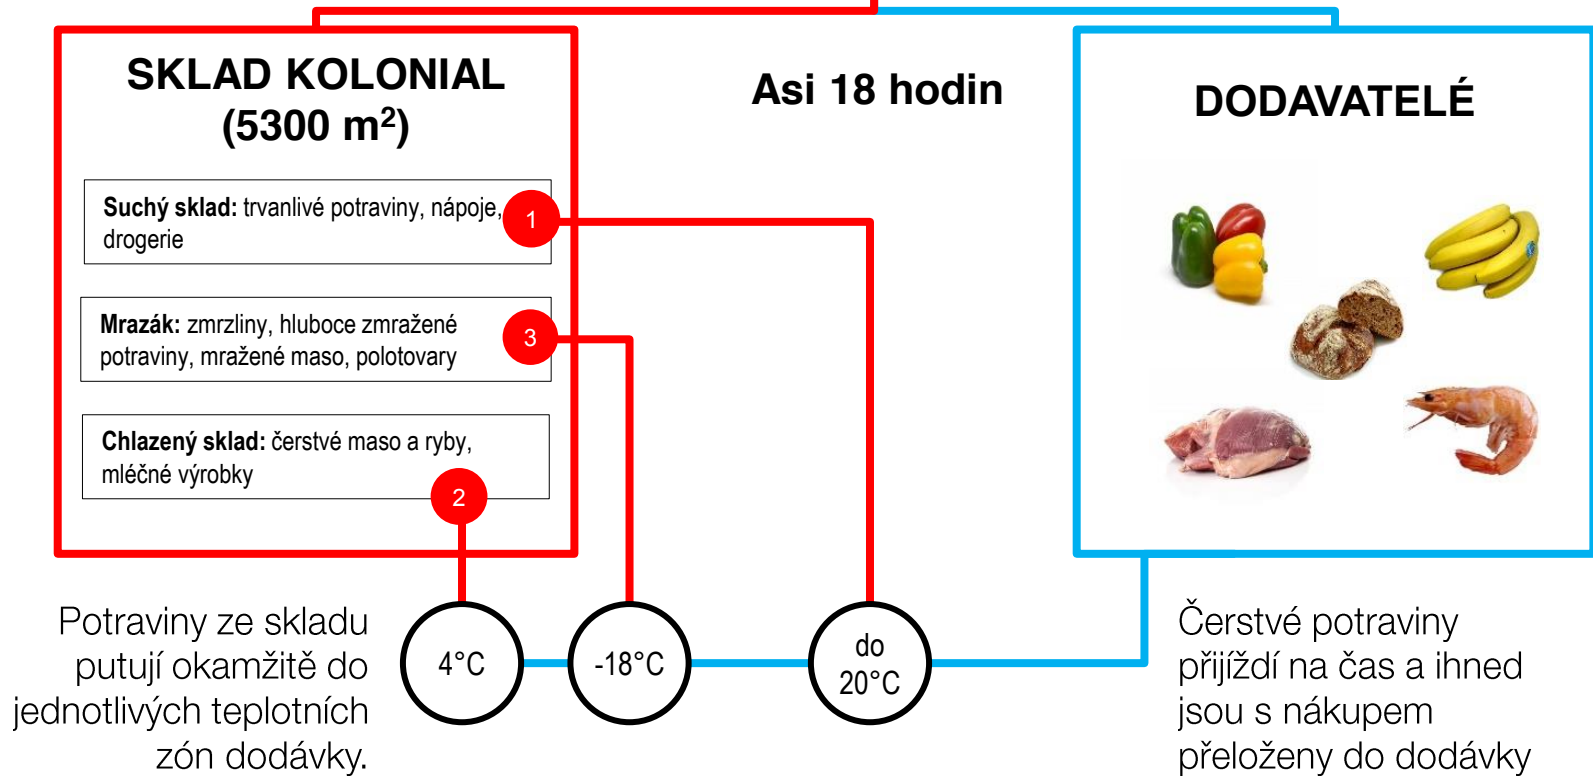 SKLAD KOLONIAL
(5300 m²)
Asi 18 hodin
DODAVATELÉ
Suchý sklad: trvanlivé potraviny, nápoje,
drogerie
1
Mrazák: zmrzliny, hluboce zmražené
potraviny, mražené maso, polotovary
3
Chlazený sklad: čerstvé maso a ryby,
mléčné výrobky
2
Potraviny ze skladu
putují okamžitě do
jednotlivých teplotních
zón dodávky.
4°C
-18°C
do
20°C
Čerstvé potraviny
přijíždí na čas a ihned
jsou s nákupem
přeloženy do dodávky